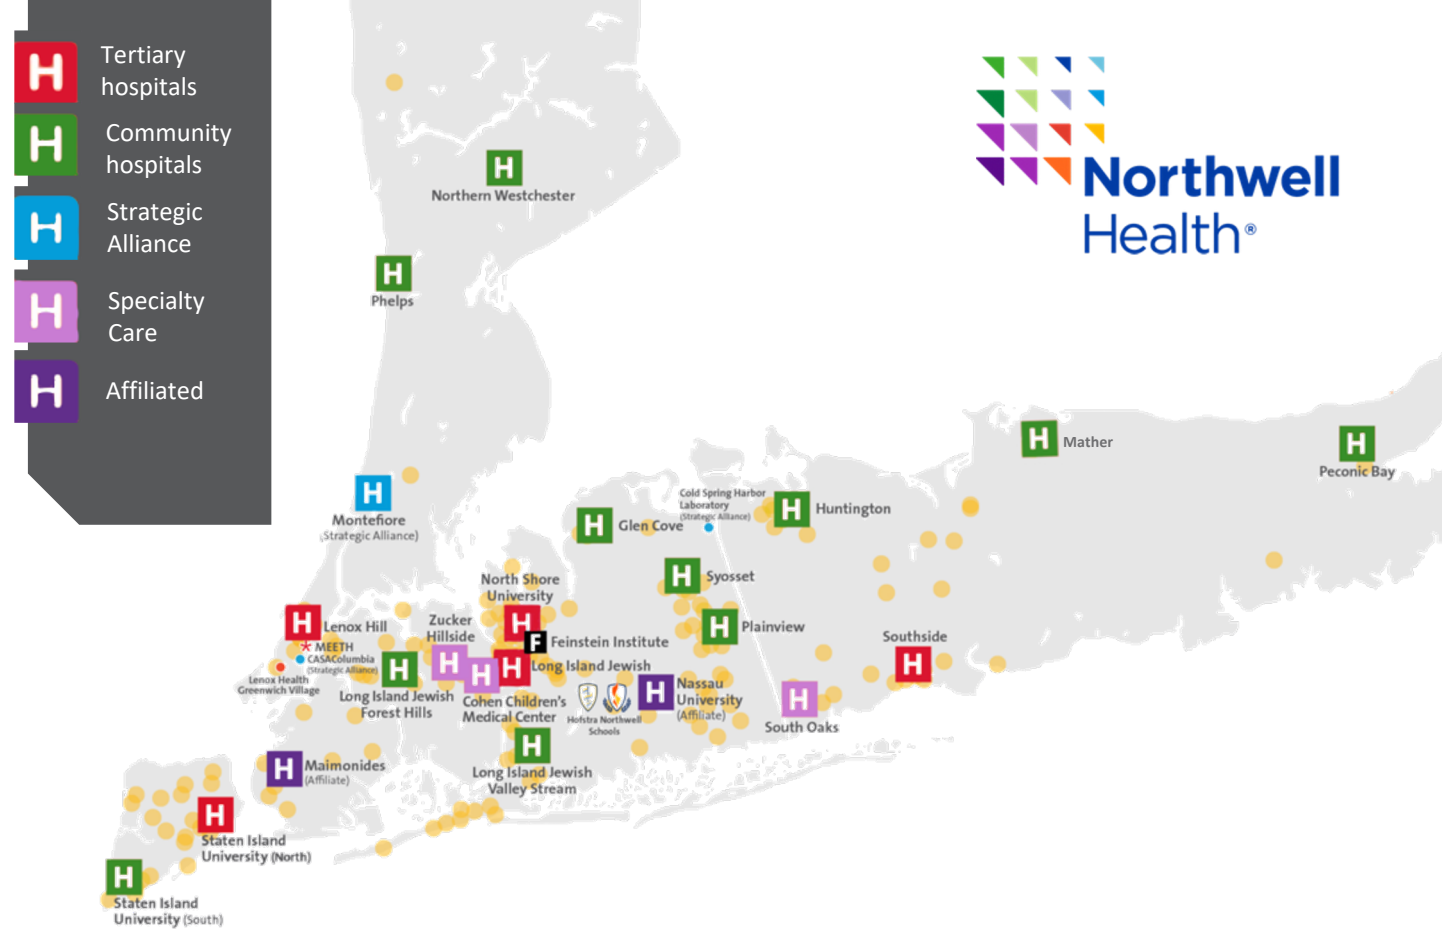 H
Tertiary
hospitals
H
Community
hospitals
H
Strategic
Alliance
H
Specialty
Care
H
Affiliated
Northwell
Health®
H
Northern Westchester
H
Phelps
H
Montefiore
(Strategic Alliance)
H
Mather
H
Peconic Bay
Cold Spring Harbor
Laboratory
(Strategic Alliance)
H
Huntington
H
Glen Cove
H
Syosset
North Shore
University
H
F
Feinstein Institute
H
Plainview
H
Lenox Hill
* MEETH
CASAColumbia
(Strategic Alliance)
Lenox Health
Greenwich Village
Zucker
Hillside
H
H
H
Long Island Jewish
Southside
H
H
Long Island Jewish
Forest Hills
Cohen Children's
Medical Center
Hofstra Northwell
Schools
H
Nassau
University
(Affiliate)
H
South Oaks
H
Long Island Jewish
Valley Stream
H
Maimonides
(Affiliate)
H
Staten Island
University (North)
H
Staten Island
University (South)